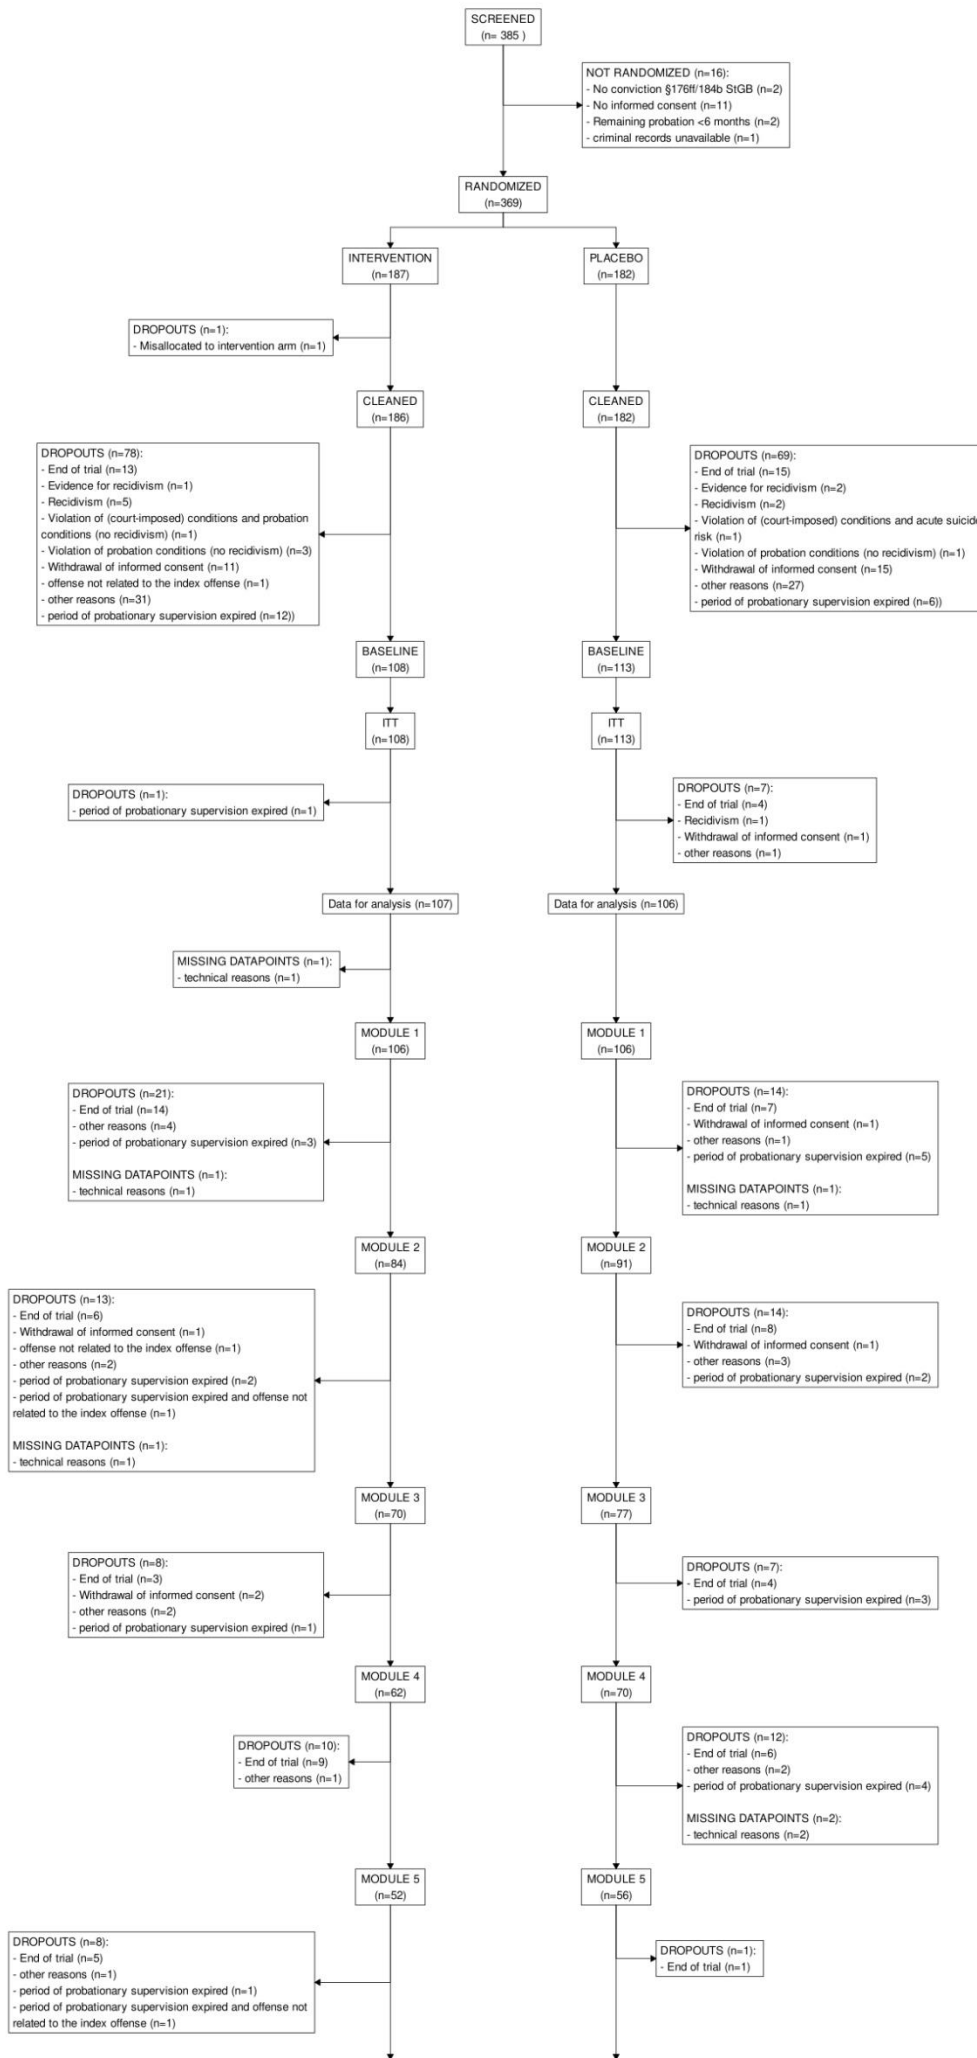 SCREENED
(n= 385 )
NOT RANDOMIZED (n=16):
- No conviction §176ff/184b StGB (n=2)
- No informed consent (n=11)
- Remaining probation <6 months (n=2)
- criminal records unavailable (n=1)
RANDOMIZED
(n=369)
INTERVENTION
(n=187)
PLACEBO
(n=182)
DROPOUTS (n=1):
- Misallocated to intervention arm (n=1)
CLEANED
(n=186)
CLEANED
(n=182)
DROPOUTS (n=78):
- End of trial (n=13)
- Evidence for recidivism (n=1)
- Recidivism (n=5)
- Violation of (court-imposed) conditions and probation
conditions (no recidivism) (n=1)
- Violation of probation conditions (no recidivism) (n=3)
- Withdrawal of informed consent (n=11)
- offense not related to the index offense (n=1)
- other reasons (n=31)
- period of probationary supervision expired (n=12))
DROPOUTS (n=69):
- End of trial (n=15)
- Evidence for recidivism (n=2)
- Recidivism (n=2)
- Violation of (court-imposed) conditions and acute suicide
risk (n=1)
- Violation of probation conditions (no recidivism) (n=1)
- Withdrawal of informed consent (n=15)
- other reasons (n=27)
- period of probationary supervision expired (n=6))
BASELINE
(n=108)
BASELINE
(n=113)
ITT
(n=108)
ITT
(n=113)
DROPOUTS (n=1):
- period of probationary supervision expired (n=1)
DROPOUTS (n=7):
- End of trial (n=4)
- Recidivism (n=1)
- Withdrawal of informed consent (n=1)
- other reasons (n=1)
Data for analysis (n=107)
Data for analysis (n=106)
MISSING DATAPOINTS (n=1):
- technical reasons (n=1)
MODULE 1
(n=106)
MODULE 1
(n=106)
DROPOUTS (n=21):
- End of trial (n=14)
- other reasons (n=4)
- period of probationary supervision expired (n=3)
MISSING DATAPOINTS (n=1):
- technical reasons (n=1)
DROPOUTS (n=14):
- End of trial (n=7)
- Withdrawal of informed consent (n=1)
- other reasons (n=1)
- period of probationary supervision expired (n=5)
MISSING DATAPOINTS (n=1):
- technical reasons (n=1)
MODULE 2
(n=84)
MODULE 2
(n=91)
DROPOUTS (n=13):
- End of trial (n=6)
- Withdrawal of informed consent (n=1)
- offense not related to the index offense (n=1)
- other reasons (n=2)
- period of probationary supervision expired (n=2)
- period of probationary supervision expired and offense not
related to the index offense (n=1)
MISSING DATAPOINTS (n=1):
- technical reasons (n=1)
DROPOUTS (n=14):
- End of trial (n=8)
- Withdrawal of informed consent (n=1)
- other reasons (n=3)
- period of probationary supervision expired (n=2)
MODULE 3
(n=70)
MODULE 3
(n=77)
DROPOUTS (n=8):
- End of trial (n=3)
- Withdrawal of informed consent (n=2)
- other reasons (n=2)
- period of probationary supervision expired (n=1)
DROPOUTS (n=7):
- End of trial (n=4)
- period of probationary supervision expired (n=3)
MODULE 4
(n=62)
MODULE 4
(n=70)
DROPOUTS (n=10):
- End of trial (n=9)
- other reasons (n=1)
DROPOUTS (n=12):
- End of trial (n=6)
- other reasons (n=2)
- period of probationary supervision expired (n=4)
MISSING DATAPOINTS (n=2):
- technical reasons (n=2)
MODULE 5
(n=52)
MODULE 5
(n=56)
DROPOUTS (n=8):
- End of trial (n=5)
- other reasons (n=1)
- period of probationary supervision expired (n=1)
- period of probationary supervision expired and offense not
related to the index offense (n=1)
DROPOUTS (n=1):
- End of trial (n=1)